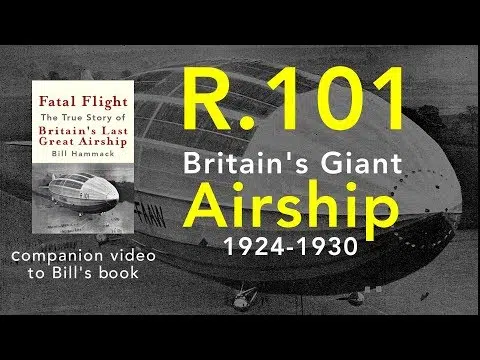 Fatal Flight
The True Story of
Britain's Last
Great Airship
Bill Hammack
companion video
to Bill's book
R.101
Britain's Giant
Airship
1924-1930